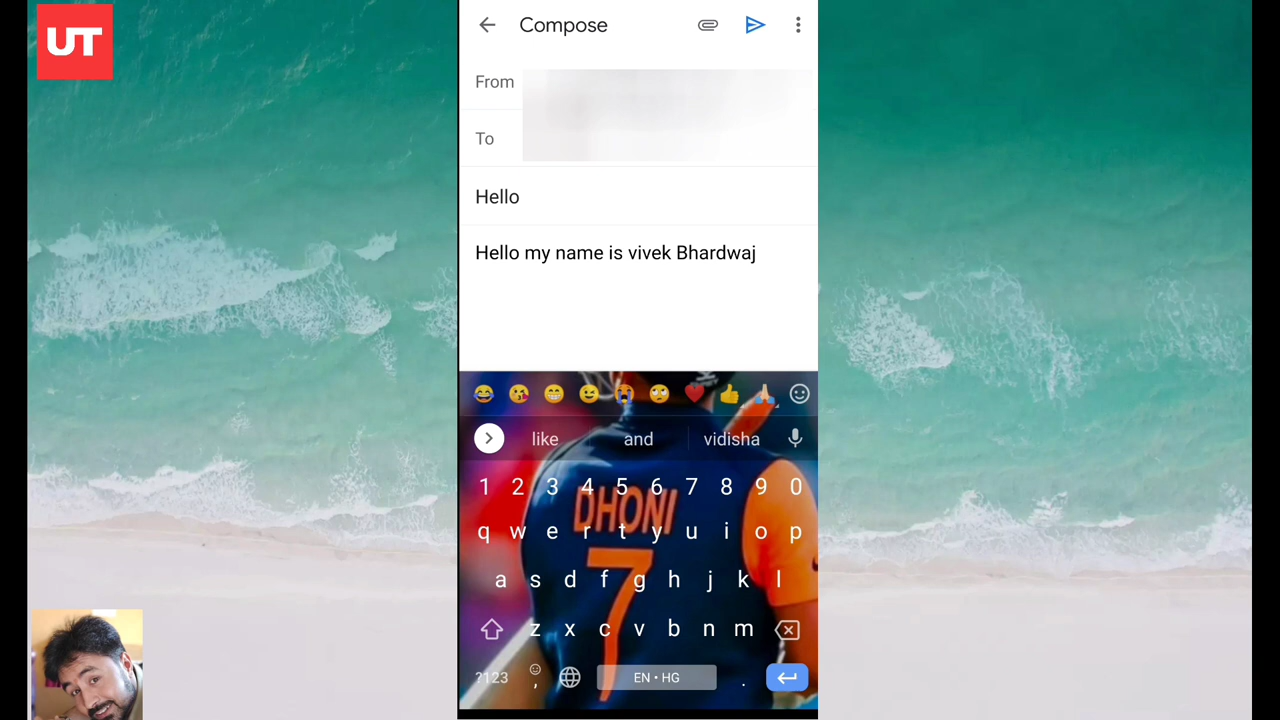 UT
Compose
From
To
Hello
Hello my name is vivek Bhardwaj
like and vidisha
DHONI
7
1 2 3 4 5 6 7 8 9 0
q w e r t y u i o p
a s d f g h j k l
z x c v b n m
?123 , EN • HG .